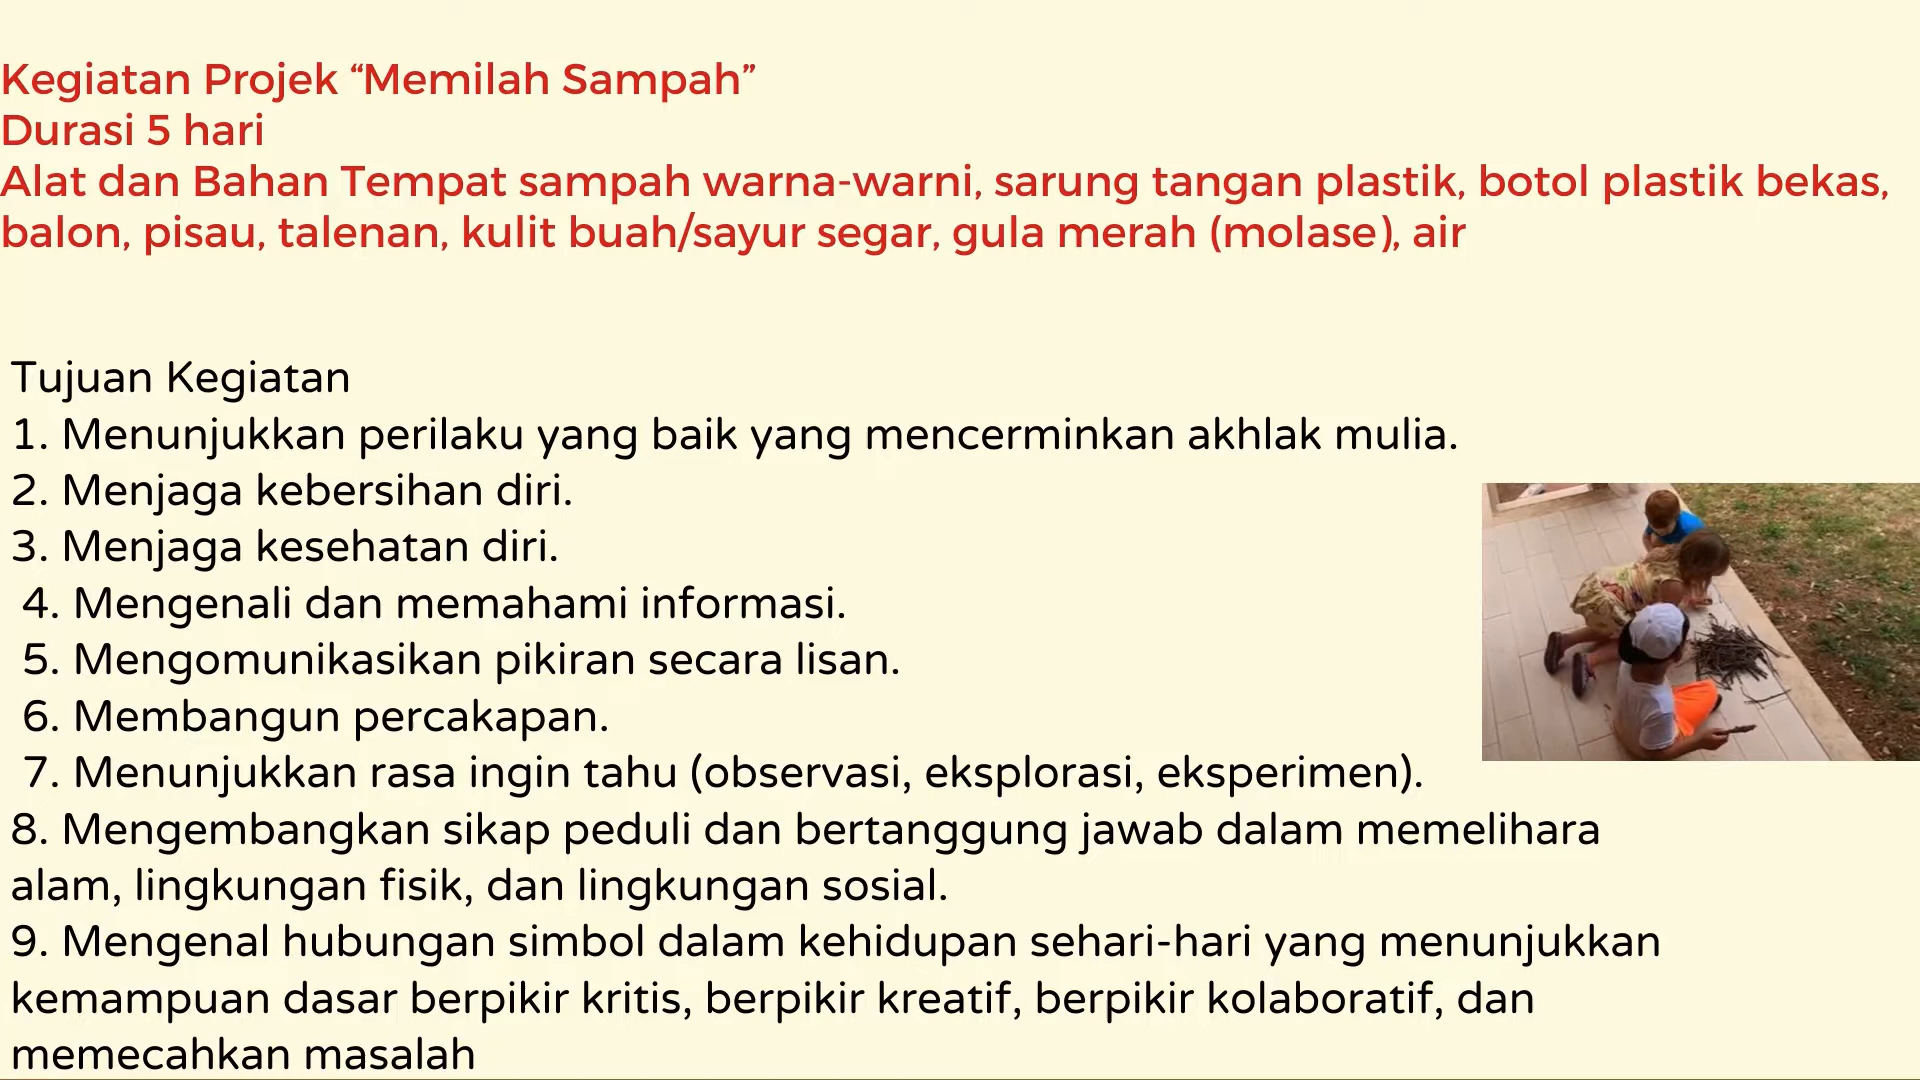 Kegiatan Projek “Memilah Sampah”
Durasi 5 hari
Alat dan Bahan Tempat sampah warna-warni, sarung tangan plastik, botol plastik bekas,
balon, pisau, talenan, kulit buah/sayur segar, gula merah (molase), air
Tujuan Kegiatan
1. Menunjukkan perilaku yang baik yang mencerminkan akhlak mulia.
2. Menjaga kebersihan diri.
3. Menjaga kesehatan diri.
4. Mengenali dan memahami informasi.
5. Mengomunikasikan pikiran secara lisan.
6. Membangun percakapan.
7. Menunjukkan rasa ingin tahu (observasi, eksplorasi, eksperimen).
8. Mengembangkan sikap peduli dan bertanggung jawab dalam memelihara
alam, lingkungan fisik, dan lingkungan sosial.
9. Mengenal hubungan simbol dalam kehidupan sehari-hari yang menunjukkan
kemampuan dasar berpikir kritis, berpikir kreatif, berpikir kolaboratif, dan
memecahkan masalah